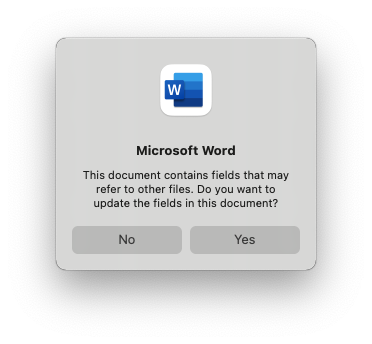 W
Microsoft Word
This document contains fields that may
refer to other files. Do you want to
update the fields in this document?
No
Yes